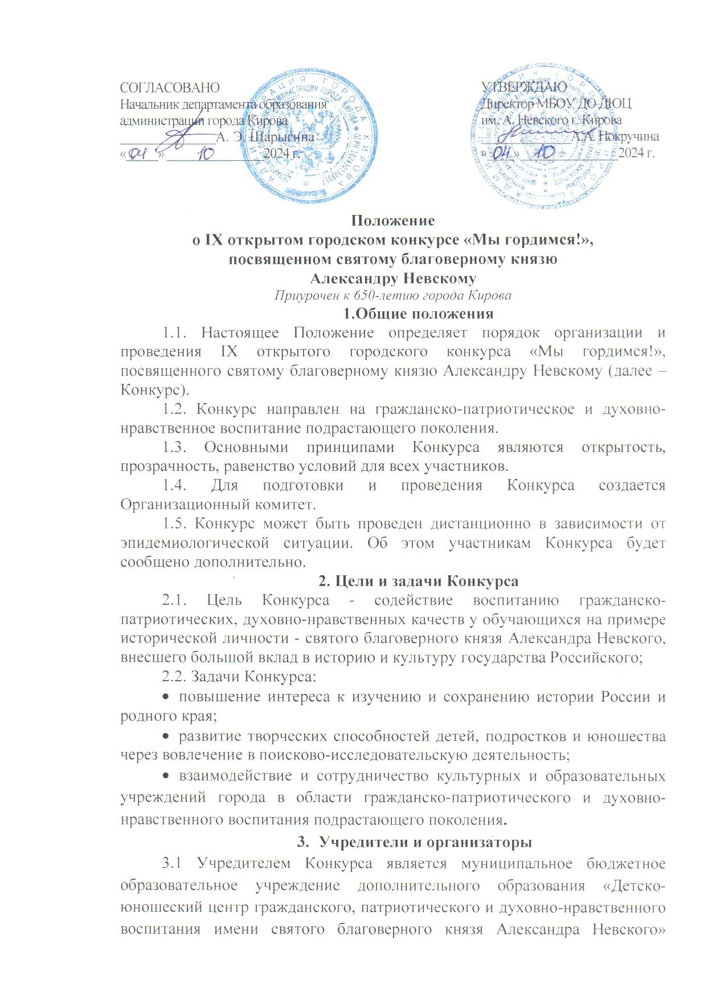 СОГЛАСОВАНО
Начальник департамента образования
администрации города Кирова
А. Э. Шарыгина
«04» 10 2024 г.
УТВЕРЖДАЮ
Директор МБОУ ДО ДЮЦ
им. А. Невского г. Кирова
А.А. Покручина
«04» 10 2024 г.
Положение
о IX открытом городском конкурсе «Мы гордимся!»,
посвященном святому благоверному князю
Александру Невскому
Приурочен к 650-летию города Кирова
1.Общие положения
1.1. Настоящее Положение определяет порядок организации и
проведения IX открытого городского конкурса «Мы гордимся!»,
посвященного святому благоверному князю Александру Невскому (далее –
Конкурс).
1.2. Конкурс направлен на гражданско-патриотическое и духовно-
нравственное воспитание подрастающего поколения.
1.3. Основными принципами Конкурса являются открытость,
прозрачность, равенство условий для всех участников.
1.4. Для подготовки и проведения Конкурса создается
Организационный комитет.
1.5. Конкурс может быть проведен дистанционно в зависимости от
эпидемиологической ситуации. Об этом участникам Конкурса будет
сообщено дополнительно.
2. Цели и задачи Конкурса
2.1. Цель Конкурса - содействие воспитанию гражданско-
патриотических, духовно-нравственных качеств у обучающихся на примере
исторической личности - святого благоверного князя Александра Невского,
внесшего большой вклад в историю и культуру государства Российского;
2.2. Задачи Конкурса:
• повышение интереса к изучению и сохранению истории России и
родного края;
• развитие творческих способностей детей, подростков и юношества
через вовлечение в поисково-исследовательскую деятельность;
• взаимодействие и сотрудничество культурных и образовательных
учреждений города в области гражданско-патриотического и духовно-
нравственного воспитания подрастающего поколения.
3. Учредители и организаторы
3.1 Учредителем Конкурса является муниципальное бюджетное
образовательное учреждение дополнительного образования «Детско-
юношеский центр гражданского, патриотического и духовно-нравственного
воспитания имени святого благоверного князя Александра Невского»